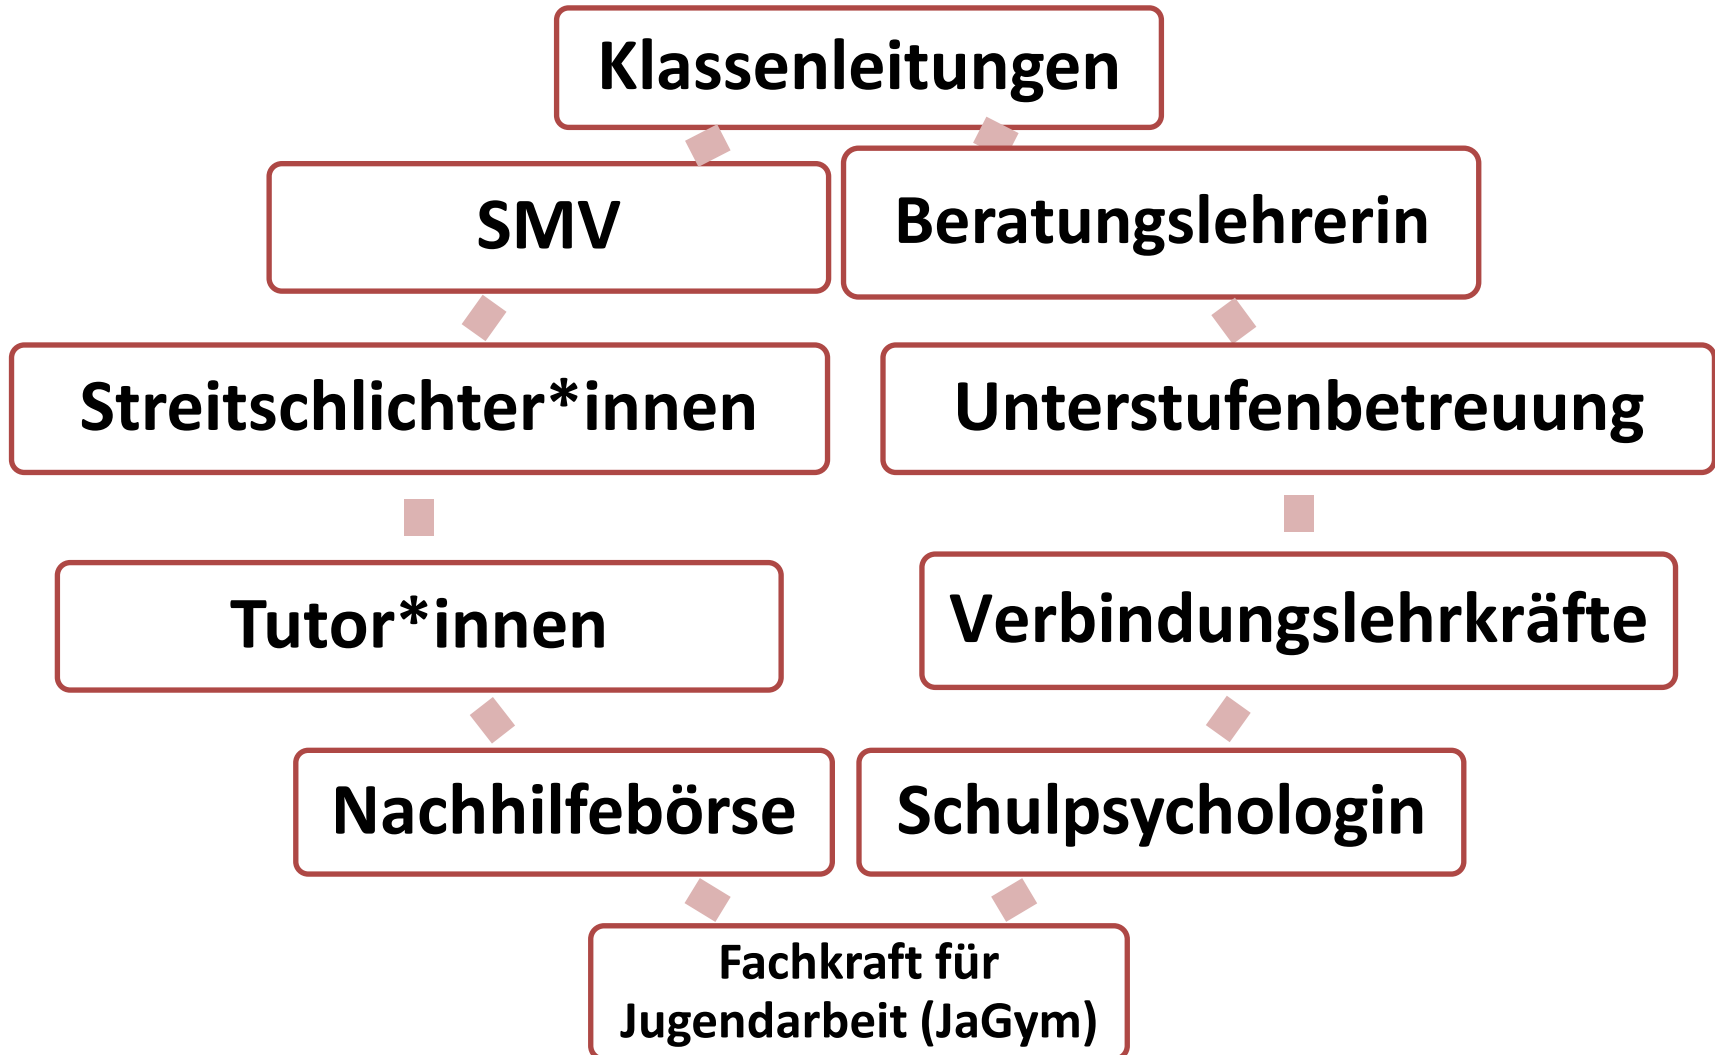 Klassenleitungen
SMV
Beratungslehrerin
Streitschlichter*innen
Unterstufenbetreuung
Tutor*innen
Verbindungslehrkräfte
Nachhilfebörse
Schulpsychologin
Fachkraft für
Jugendarbeit (JaGym)